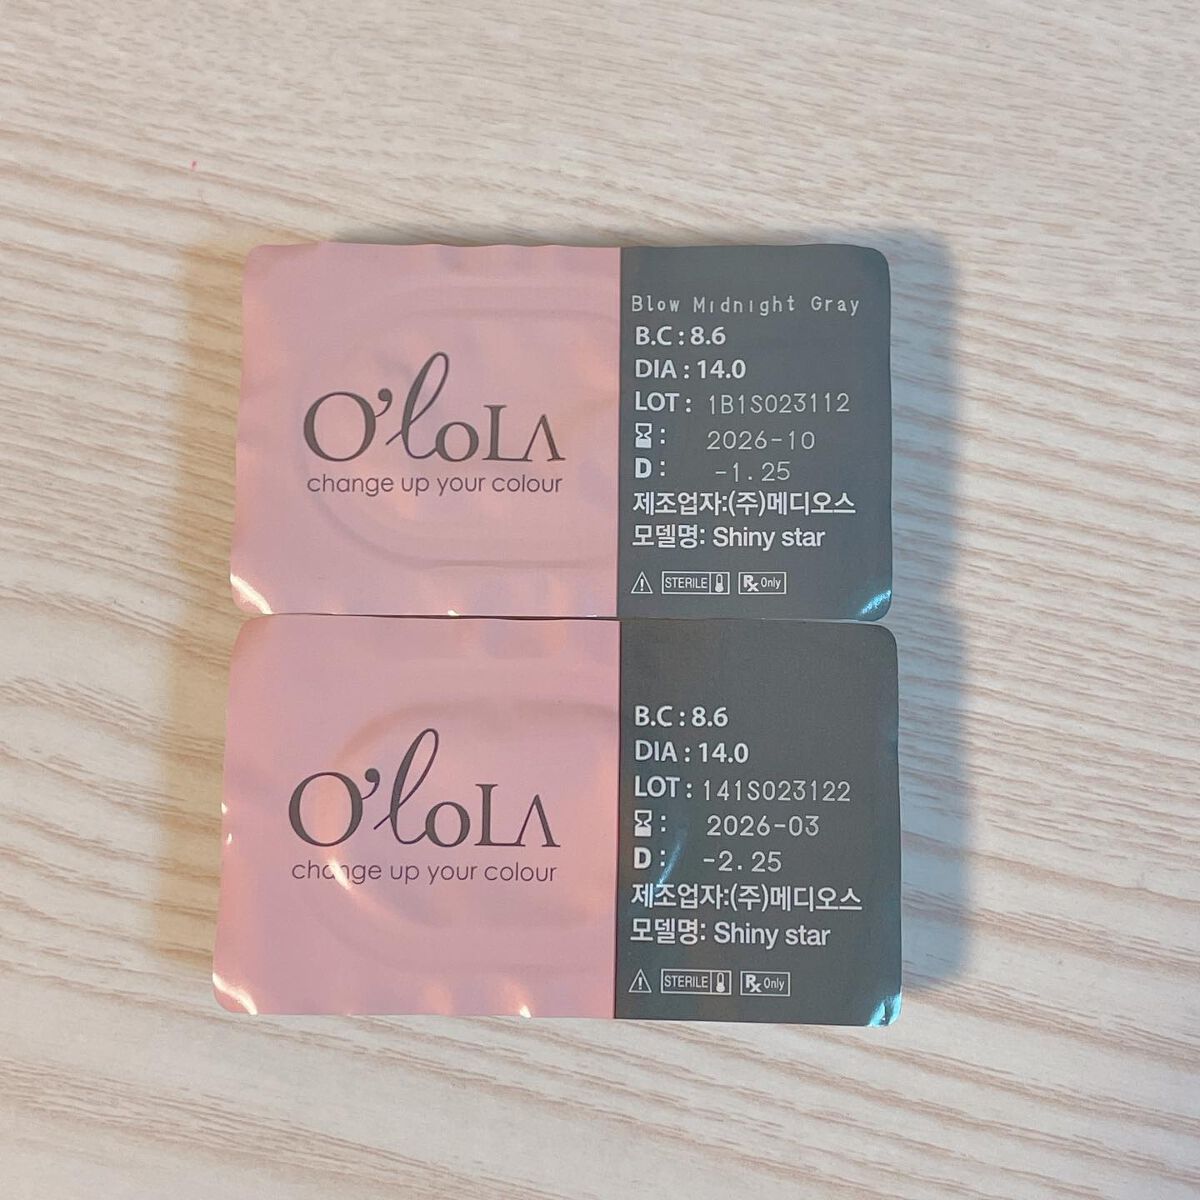 O'loLA
change up your colour
Blow Midnight Gray
B.C : 8.6
DIA : 14.0
LOT : 1B1S023112
: 2026-10
D : -1.25
제조업자:(주)메디오스
모델명: Shiny star
STERILE
Rx Only
O'loLA
change up your colour
B.C : 8.6
DIA : 14.0
LOT : 141S023122
: 2026-03
D : -2.25
제조업자:(주)메디오스
모델명: Shiny star
STERILE
Rx Only